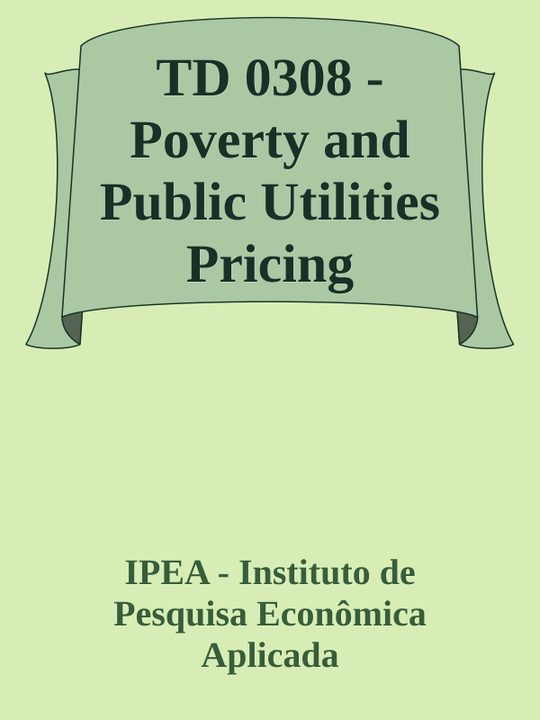 TD 0308 -
Poverty and
Public Utilities
Pricing
IPEA - Instituto de
Pesquisa Econômica
Aplicada